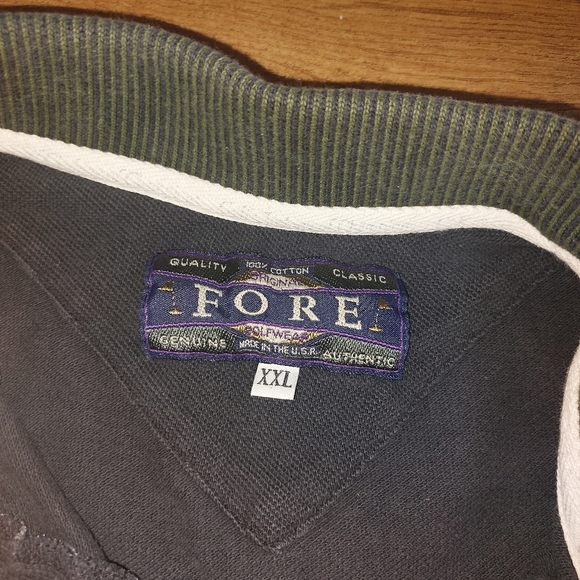 QUALITY 100% COTTON CLASSIC
ORIGINAL
FORE
GOLFWEAR
GENUINE MADE IN THE U.S.A. AUTHENTIC
XXL